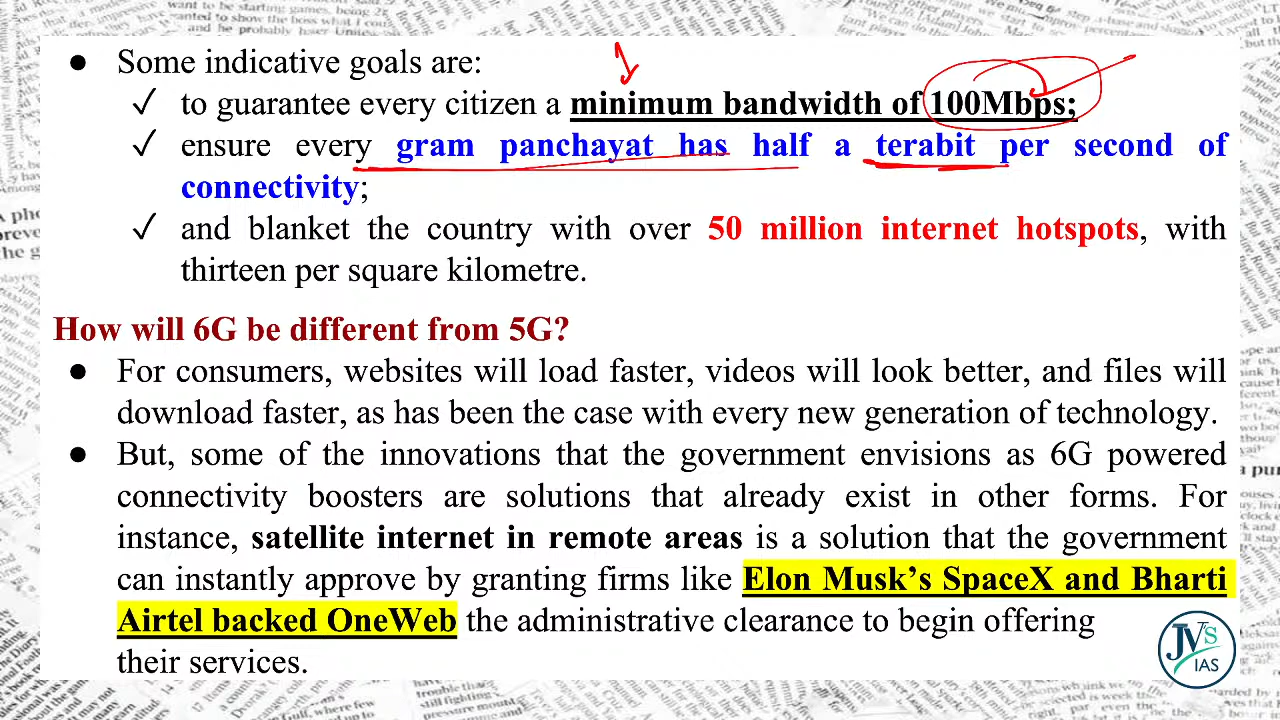 ● Some indicative goals are:
✓ to guarantee every citizen a minimum bandwidth of 100Mbps;
✓ ensure every gram panchayat has half a terabit per second of
connectivity;
✓ and blanket the country with over 50 million internet hotspots, with
thirteen per square kilometre.
How will 6G be different from 5G?
● For consumers, websites will load faster, videos will look better, and files will
download faster, as has been the case with every new generation of technology.
● But, some of the innovations that the government envisions as 6G powered
connectivity boosters are solutions that already exist in other forms. For
instance, satellite internet in remote areas is a solution that the government
can instantly approve by granting firms like Elon Musk’s SpaceX and Bharti
Airtel backed OneWeb the administrative clearance to begin offering
their services.
JV's
IAS